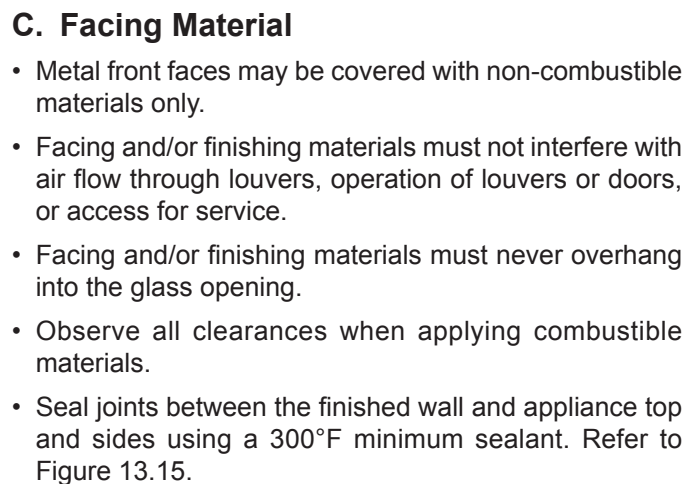 C. Facing Material
• Metal front faces may be covered with non-combustible
materials only.
• Facing and/or finishing materials must not interfere with
air flow through louvers, operation of louvers or doors,
or access for service.
• Facing and/or finishing materials must never overhang
into the glass opening.
• Observe all clearances when applying combustible
materials.
• Seal joints between the finished wall and appliance top
and sides using a 300°F minimum sealant. Refer to
Figure 13.15.